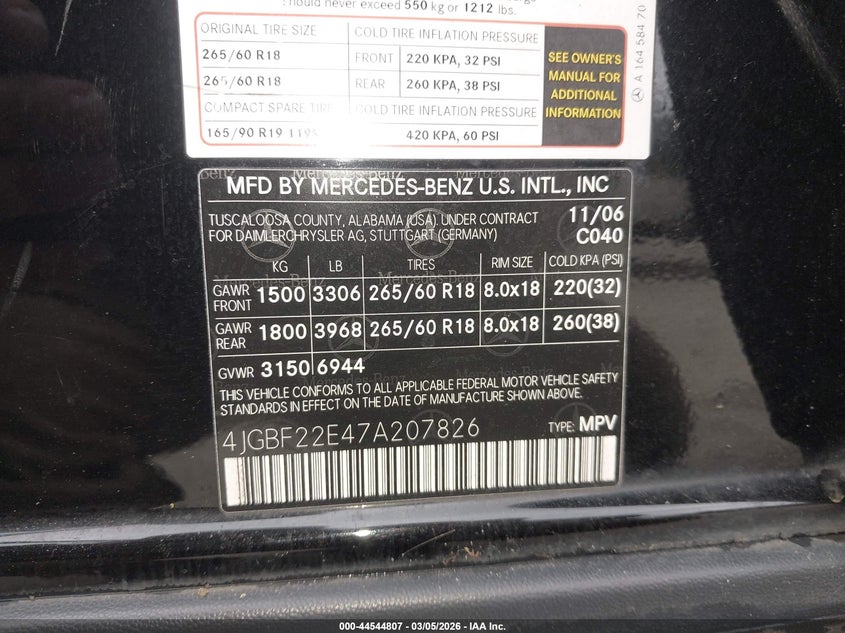 should never exceed 550 kg or 1212 lbs.
ORIGINAL TIRE SIZE COLD TIRE INFLATION PRESSURE
265/60 R18 FRONT 220 KPA, 32 PSI
265/60 R18 REAR 260 KPA, 38 PSI
COMPACT SPARE TIRE COLD TIRE INFLATION PRESSURE
165/90 R19 119 420 KPA, 60 PSI
SEE OWNER'S
MANUAL FOR
ADDITIONAL
INFORMATION
A 164 584 70
MFD BY MERCEDES-BENZ U.S. INTL., INC
TUSCALOOSA COUNTY, ALABAMA (USA), UNDER CONTRACT
FOR DAIMLERCHRYSLER AG, STUTTGART (GERMANY)
11/06
C040
KG LB TIRES RIM SIZE COLD KPA (PSI)
GAWR FRONT 1500 3306 265/60 R18 8.0x18 220(32)
GAWR REAR 1800 3968 265/60 R18 8.0x18 260(38)
GVWR 3150 6944
THIS VEHICLE CONFORMS TO ALL APPLICABLE FEDERAL MOTOR VEHICLE SAFETY
STANDARDS IN EFFECT ON THE DATE OF MANUFACTURE SHOWN ABOVE.
4JGBF22E47A207826 TYPE: MPV
000-44544807 - 03/05/2026 - IAA Inc.